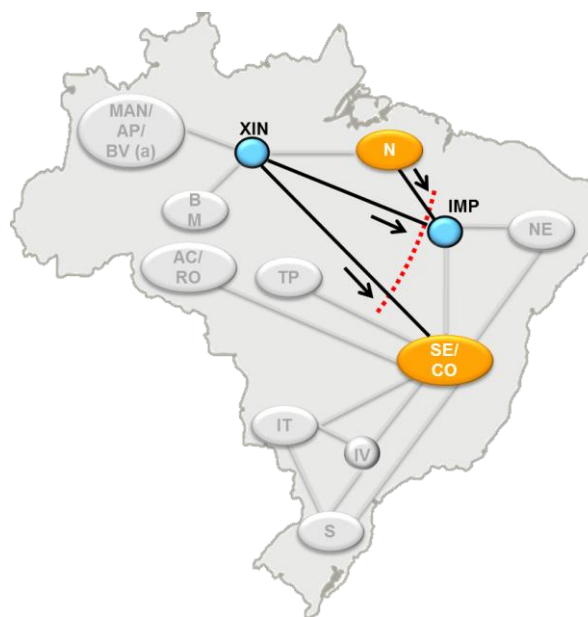 MAN/
AP/
BV (a)
XIN
N
B
M
IMP
NE
AC/
RO
TP
SE/
CO
IT
IV
S